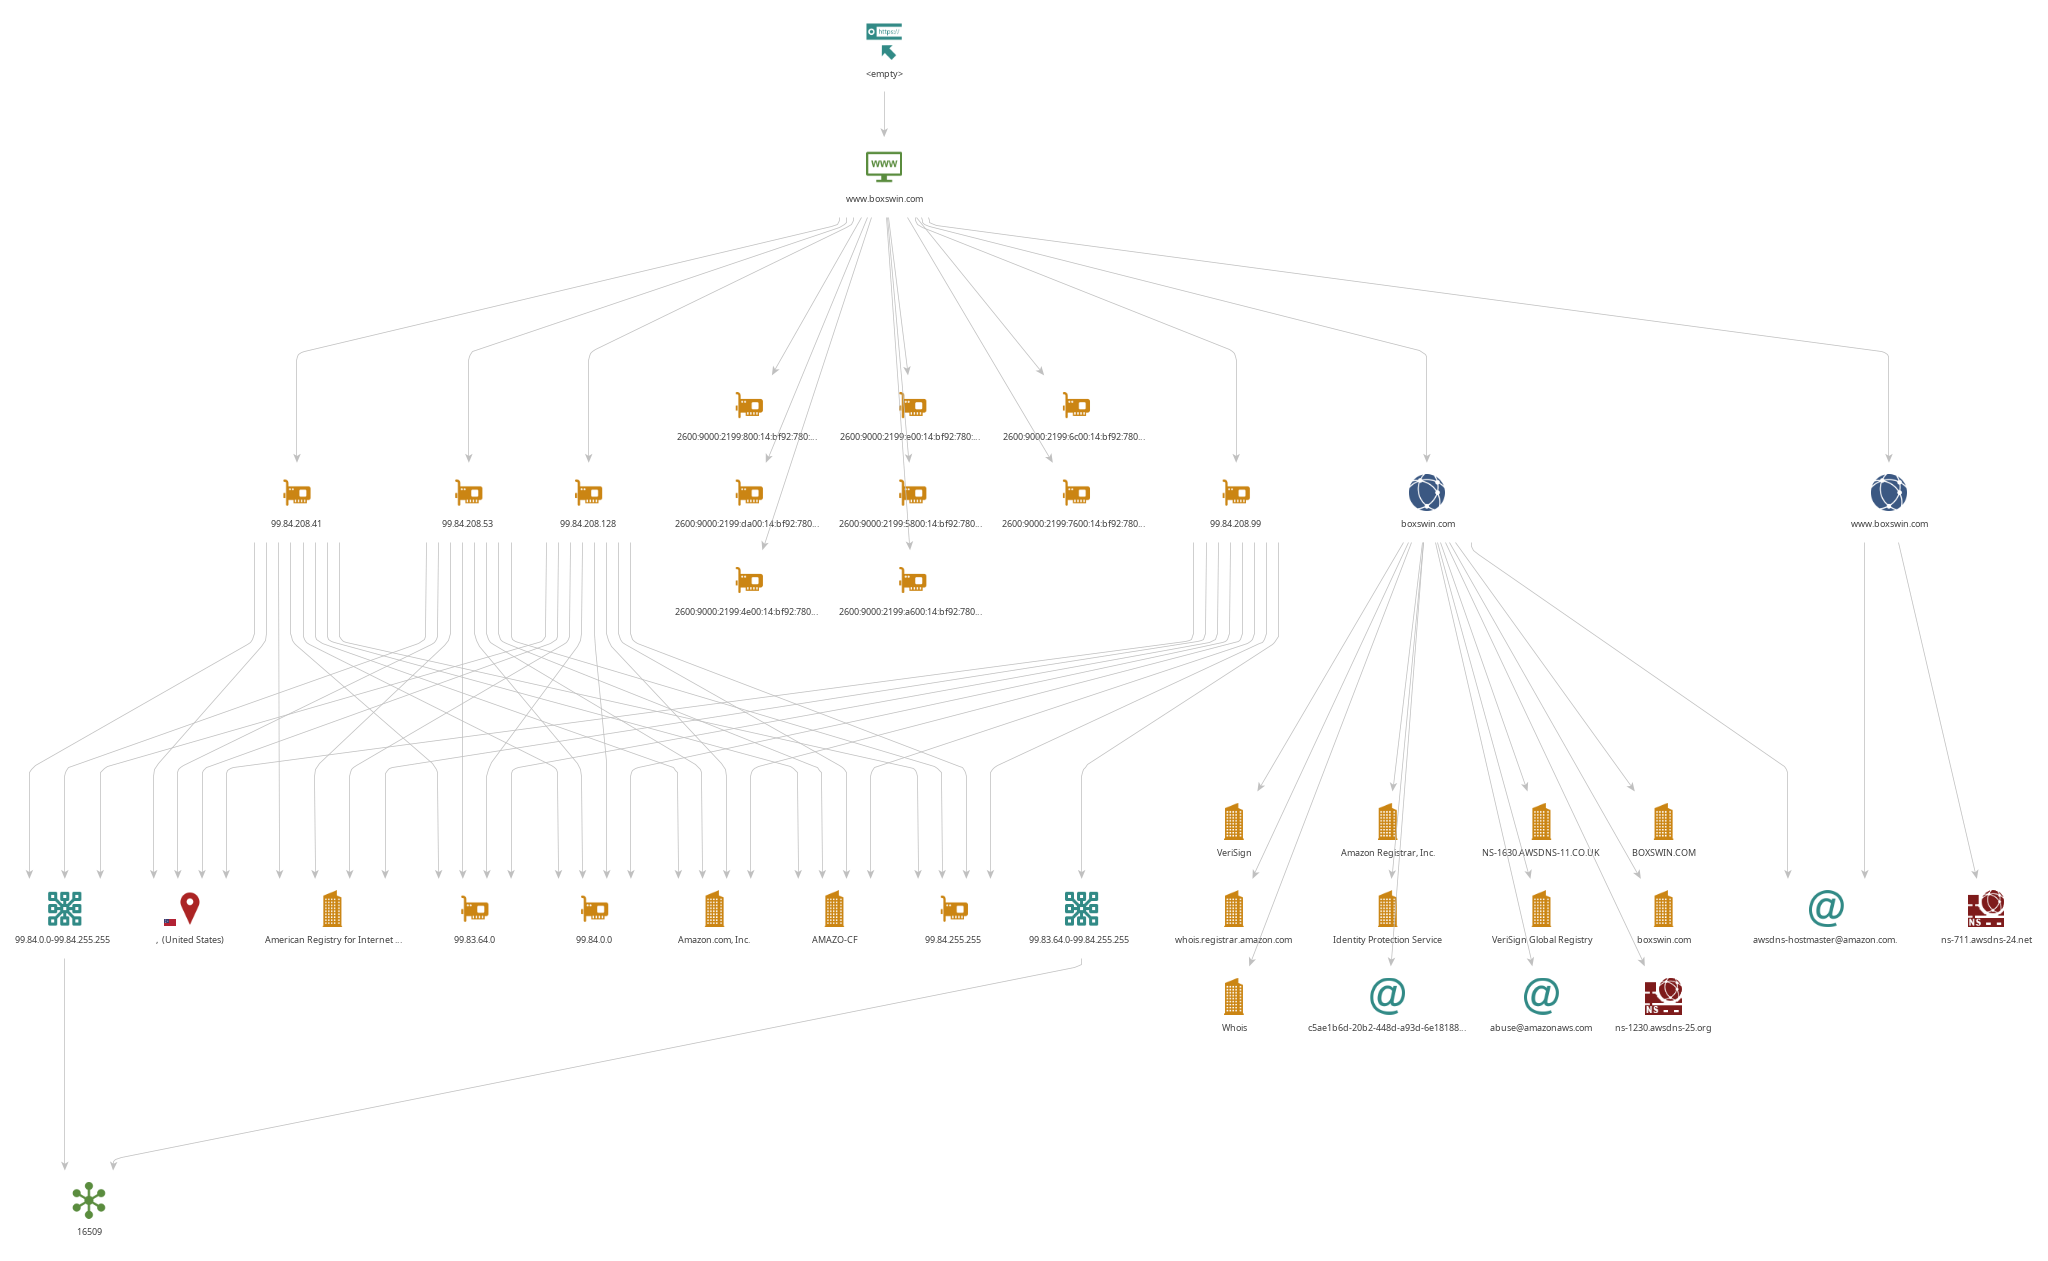 https://
<empty>
WWW
www.boxswin.com
2600:9000:2199:800:14:bf92:780:...
2600:9000:2199:e00:14:bf92:780:...
2600:9000:2199:6c00:14:bf92:780...
99.84.208.41
99.84.208.53
99.84.208.128
2600:9000:2199:da00:14:bf92:780...
2600:9000:2199:5800:14:bf92:780...
2600:9000:2199:7600:14:bf92:780...
99.84.208.99
boxswin.com
www.boxswin.com
2600:9000:2199:4e00:14:bf92:780...
2600:9000:2199:a600:14:bf92:780...
VeriSign
Amazon Registrar, Inc.
NS-1630.AWSDNS-11.CO.UK
BOXSWIN.COM
@
NS
99.84.0.0-99.84.255.255
, (United States)
American Registry for Internet ...
99.83.64.0
99.84.0.0
Amazon.com, Inc.
AMAZO-CF
99.84.255.255
99.83.64.0-99.84.255.255
whois.registrar.amazon.com
Identity Protection Service
VeriSign Global Registry
boxswin.com
awsdns-hostmaster@amazon.com.
ns-711.awsdns-24.net
@
@
NS
Whois
c5ae1b6d-20b2-448d-a93d-6e18188...
abuse@amazonaws.com
ns-1230.awsdns-25.org
16509